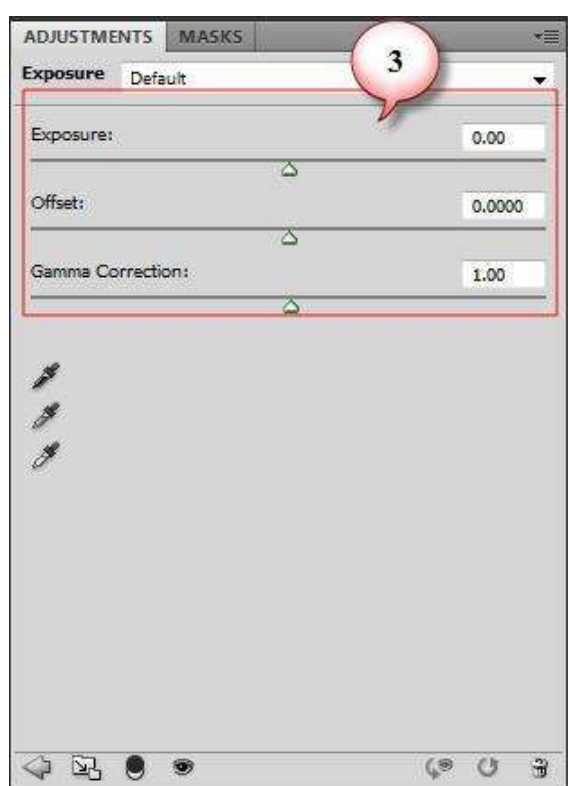 ADJUSTMENTS MASKS
3
Exposure Default
Exposure: 0.00
Offset: 0.0000
Gamma Correction: 1.00